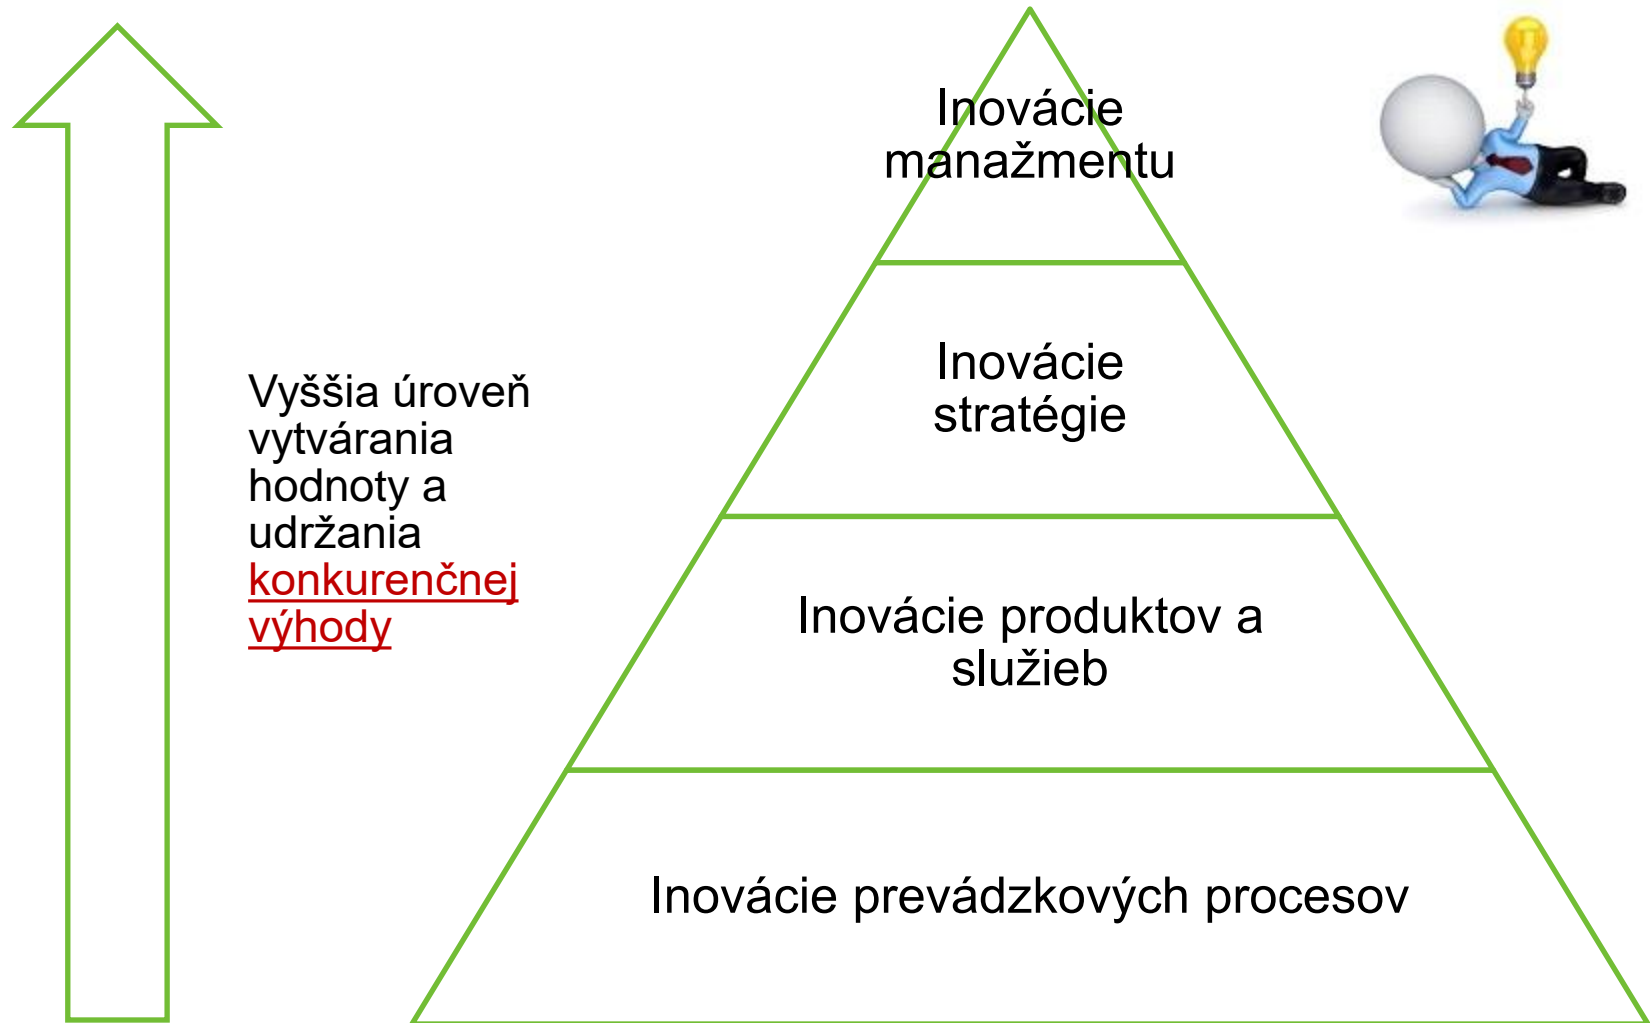 Inovácie
manažmentu
Inovácie
stratégie
Vyššia úroveň
vytvárania
hodnoty a
udržania
konkurenčnej
výhody
Inovácie produktov a
služieb
Inovácie prevádzkových procesov